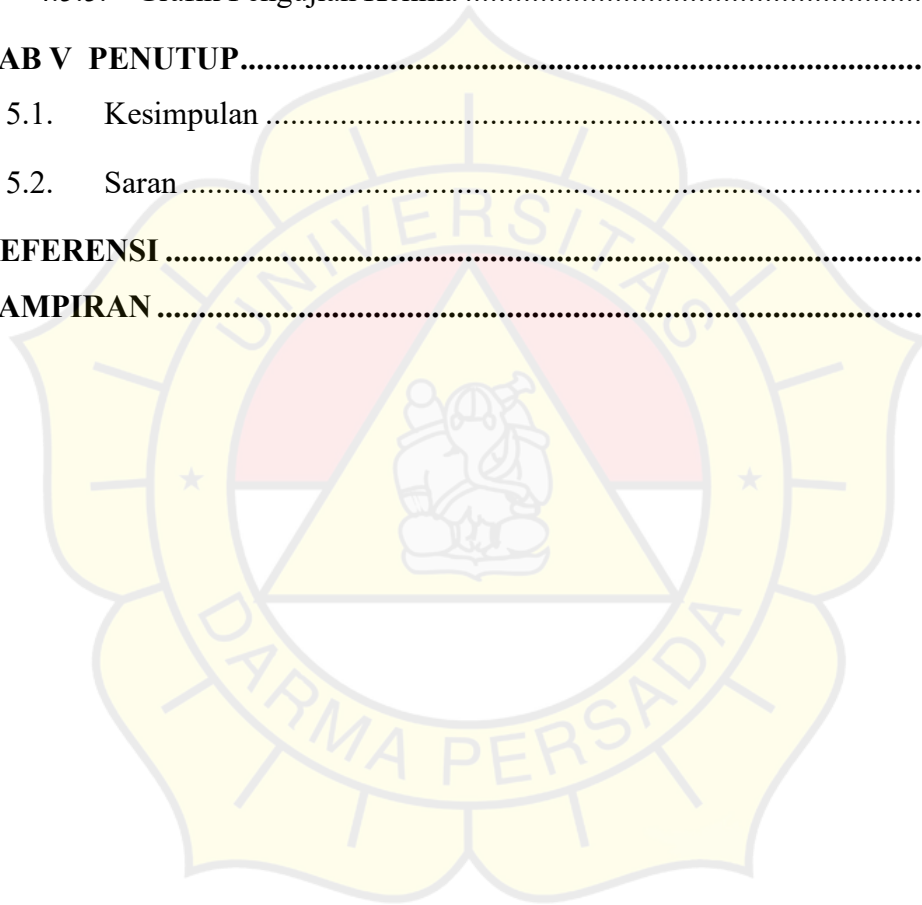 AB V PENUTUP........................................................................................
5.1. Kesimpulan ........................................................................................
5.2. Saran ........................................................................................
EFERENSI ........................................................................................
AMPIRAN ........................................................................................
UNIVERSITAS
DARMA PERSADA